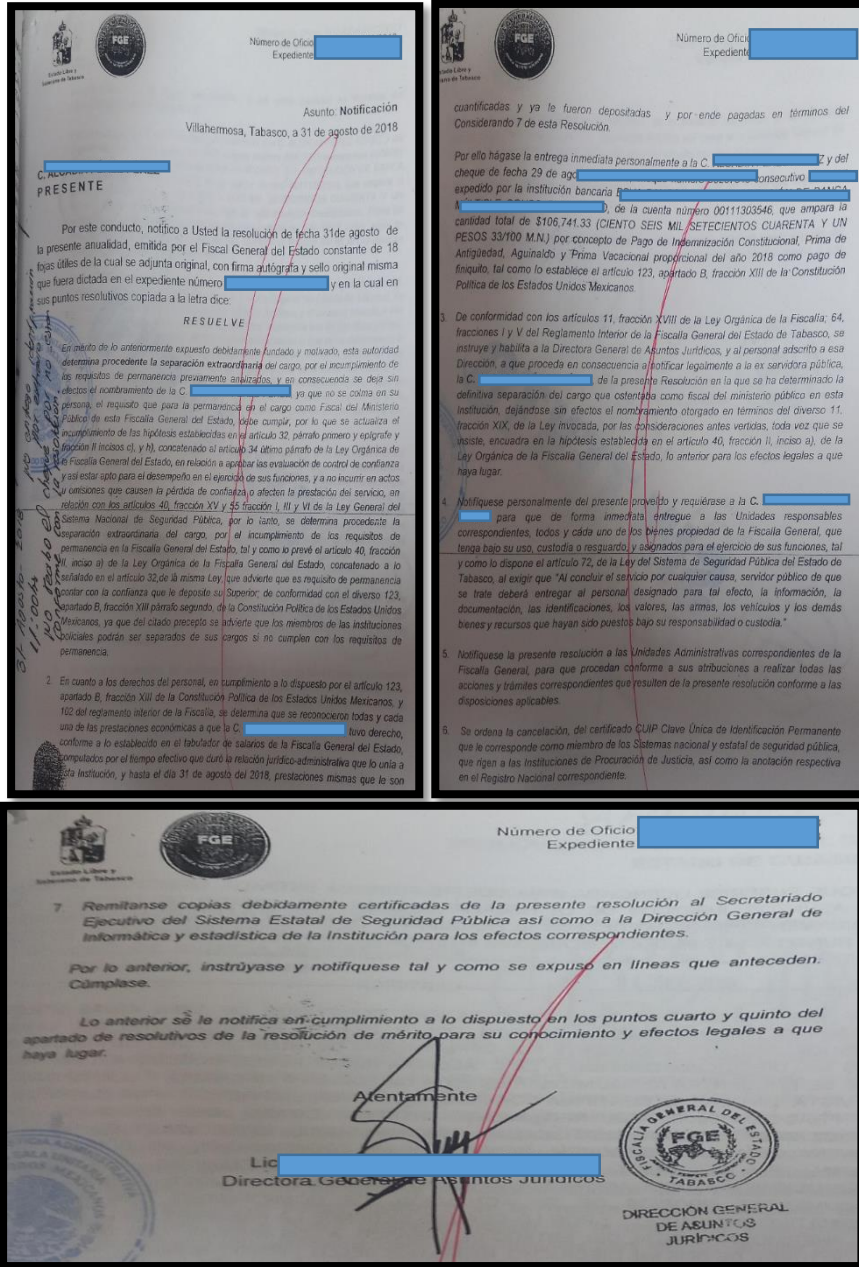 Estado Libre y
Soberano de Tabasco
FGE
Número de Oficio
Expediente
Asunto: Notificación
Villahermosa, Tabasco, a 31 de agosto de 2018
C.
PRESENTE
Por este conducto, notifico a Usted la resolución de fecha 31de agosto de
la presente anualidad, emitida por el Fiscal General del Estado constante de 18
fojas útiles de la cual se adjunta original, con firma autógrafa y sello original misma
que fuera dictada en el expediente número y en la cual en
sus puntos resolutivos copiada a la letra dice:
RESUELVE
En mérito de lo anteriormente expuesto debidamente fundado y motivado, esta autoridad
determina procedente la separación extraordinaria del cargo, por el incumplimiento de
los requisitos de permanencia previamente analizados, y en consecuencia se deja sin
efectos el nombramiento de la C. ya que no se colma en su
persona, el requisito que para la permanencia en el cargo como Fiscal del Ministerio
Público de esta Fiscalía General del Estado, debe cumplir, por lo que se actualiza el
incumplimiento de las hipótesis establecidas en el artículo 32, párrafo primero y epígrafe y
fracción II incisos c), y h), concatenado al artículo 34 último párrafo de la Ley Orgánica de
la Fiscalía General del Estado, en relación a aprobar las evaluación de control de confianza
y así estar apto para el desempeño en el ejercicio de sus funciones, y a no incurrir en actos
u omisiones que causen la pérdida de confianza o afecten la prestación del servicio, en
relación con los artículos 40, fracción XV y 55 fracción I, III y VI de la Ley General del
Sistema Nacional de Seguridad Pública, por lo tanto, se determina procedente la
separación extraordinaria del cargo, por el incumplimiento de los requisitos de
permanencia en la Fiscalía General del Estado, tal y como lo prevé el artículo 40, fracción
II, inciso a) de la Ley Orgánica de la Fiscalía General del Estado, concatenado a lo
señalado en el artículo 32,de la misma Ley, que advierte que es requisito de permanencia
contar con la confianza que le deposite su Superior; de conformidad con el diverso 123,
apartado B, fracción XIII párrafo segundo, de la Constitución Política de los Estados Unidos
Mexicanos, ya que del citado precepto se advierte que los miembros de las instituciones
policiales podrán ser separados de sus cargos si no cumplen con los requisitos de
permanencia.
2. En cuanto a los derechos del personal, en cumplimiento a lo dispuesto por el artículo 123,
apartado B, fracción XIII de la Constitución Política de los Estados Unidos Mexicanos, y
102 del reglamento interior de la Fiscalía, se determina que se reconocieron todas y cada
una de las prestaciones económicas a que la C. tuvo derecho,
conforme a lo establecido en el tabulador de salarios de la Fiscalía General del Estado,
computados por el tiempo efectivo que duró la relación jurídico-administrativa que lo unía a
esta Institución, y hasta el día 31 de agosto del 2018, prestaciones mismas que le son
31 Agosto 2018
11:00hs
No recibo el cheque por no estar
conforme con la
FGE
Número de Oficio
Expediente
cuantificadas y ya le fueron depositadas y por ende pagadas en términos del
Considerando 7 de esta Resolución.
Por ello hágase la entrega inmediata personalmente a la C. Z y del
cheque de fecha 29 de ago consecutivo
expedido por la institución bancaria
, de la cuenta número 00111303546, que ampara la
cantidad total de $106,741.33 (CIENTO SEIS MIL SETECIENTOS CUARENTA Y UN
PESOS 33/100 M.N.) por concepto de Pago de Indemnización Constitucional, Prima de
Antigüedad, Aguinaldo y Prima Vacacional proporcional del año 2018 como pago de
finiquito, tal como lo establece el artículo 123, apartado B, fracción XIII de la Constitución
Política de los Estados Unidos Mexicanos.
3. De conformidad con los artículos 11, fracción XVIII de la Ley Orgánica de la Fiscalía; 64,
fracciones I y V del Reglamento Interior de la Fiscalía General del Estado de Tabasco, se
instruye y habilita a la Directora General de Asuntos Jurídicos, y al personal adscrito a esa
Dirección, a que proceda en consecuencia a notificar legalmente a la ex servidora pública,
la C. de la presente Resolución en la que se ha determinado la
definitiva separación del cargo que ostentaba como fiscal del ministerio público en esta
Institución, dejándose sin efectos el nombramiento otorgado en términos del diverso 11,
fracción XIX, de la Ley invocada, por las consideraciones antes vertidas, toda vez que se
insiste, encuadra en la hipótesis establecida en el artículo 40, fracción II, inciso a), de la
Ley Orgánica de la Fiscalía General del Estado, lo anterior para los efectos legales a que
haya lugar.
4. Notifíquese personalmente del presente proveído y requiérase a la C.
para que de forma inmediata entregue a las Unidades responsables
correspondientes, todos y cada uno de los bienes propiedad de la Fiscalía General, que
tenga bajo su uso, custodia o resguardo, y asignados para el ejercicio de sus funciones, tal
y como lo dispone el artículo 72, de la Ley del Sistema de Seguridad Pública del Estado de
Tabasco, al exigir que "Al concluir el servicio por cualquier causa, servidor público de que
se trate deberá entregar al personal designado para tal efecto, la información, la
documentación, las identificaciones, los valores, las armas, los vehículos y los demás
bienes y recursos que hayan sido puestos bajo su responsabilidad o custodia."
5. Notifíquese la presente resolución a las Unidades Administrativas correspondientes de la
Fiscalía General, para que procedan conforme a sus atribuciones a realizar todas las
acciones y trámites correspondientes que resulten de la presente resolución conforme a las
disposiciones aplicables.
6. Se ordena la cancelación, del certificado CUIP Clave Única de Identificación Permanente
que le corresponde como miembro de los Sistemas nacional y estatal de seguridad pública,
que rigen a las Instituciones de Procuración de Justicia, así como la anotación respectiva
en el Registro Nacional correspondiente.
Estado Libre y
Soberano de Tabasco
FGE
Número de Oficio
Expediente
7 Remítanse copias debidamente certificadas de la presente resolución al Secretariado
Ejecutivo del Sistema Estatal de Seguridad Pública así como a la Dirección General de
Informática y estadística de la Institución para los efectos correspondientes.
Por lo anterior, instrúyase y notifíquese tal y como se expuso en líneas que anteceden.
Cúmplase.
Lo anterior se le notifica en cumplimiento a lo dispuesto en los puntos cuarto y quinto del
apartado de resolutivos de la resolución de mérito para su conocimiento y efectos legales a que
haya lugar.
Atentamente
Lic
Directora General de Asuntos Jurídicos
FISCALÍA GENERAL DEL ESTADO
FGE
TABASCO
DIRECCIÓN GENERAL
DE ASUNTOS
JURÍDICOS